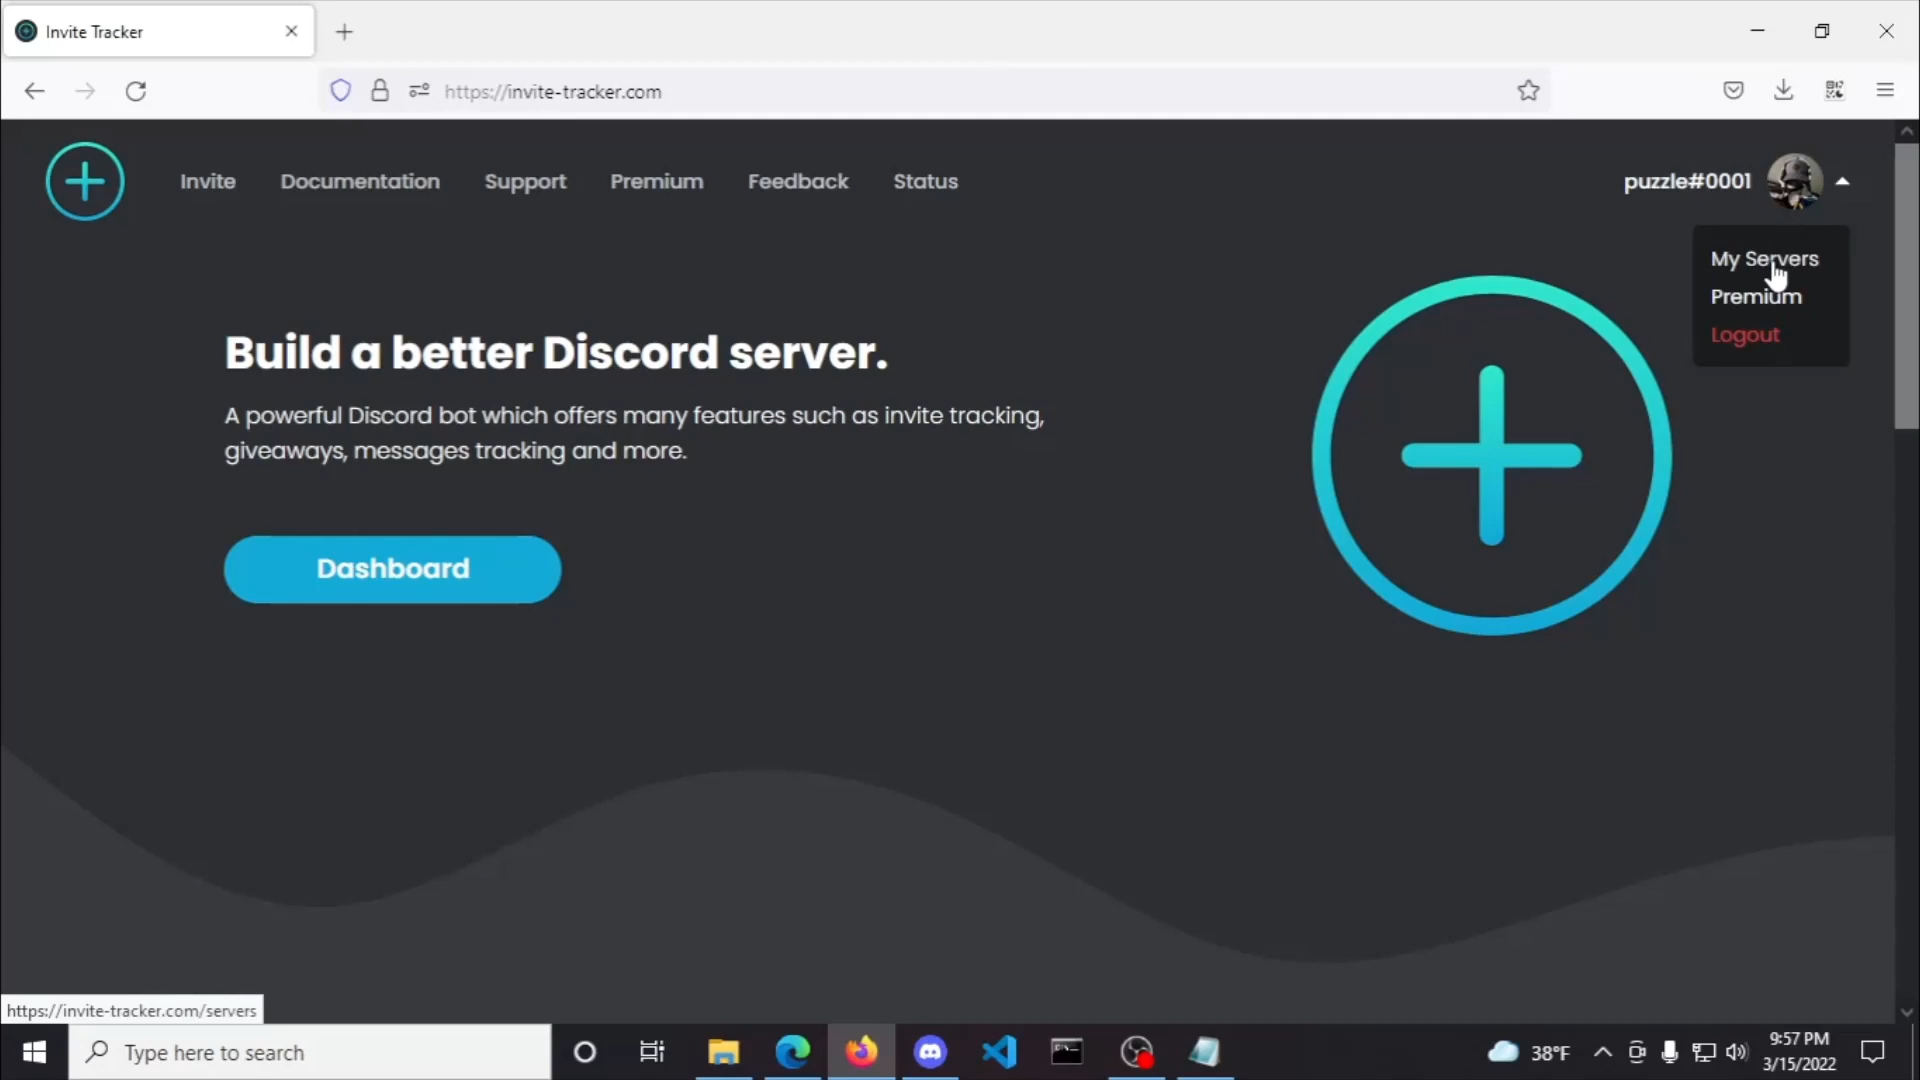 Invite Tracker
https://invite-tracker.com
Invite
Documentation
Support
Premium
Feedback
Status
puzzle#0001
My Servers
Premium
Logout
Build a better Discord server.
A powerful Discord bot which offers many features such as invite tracking,
giveaways, messages tracking and more.
Dashboard
https://invite-tracker.com/servers
Type here to search
38°F
9:57 PM
3/15/2022